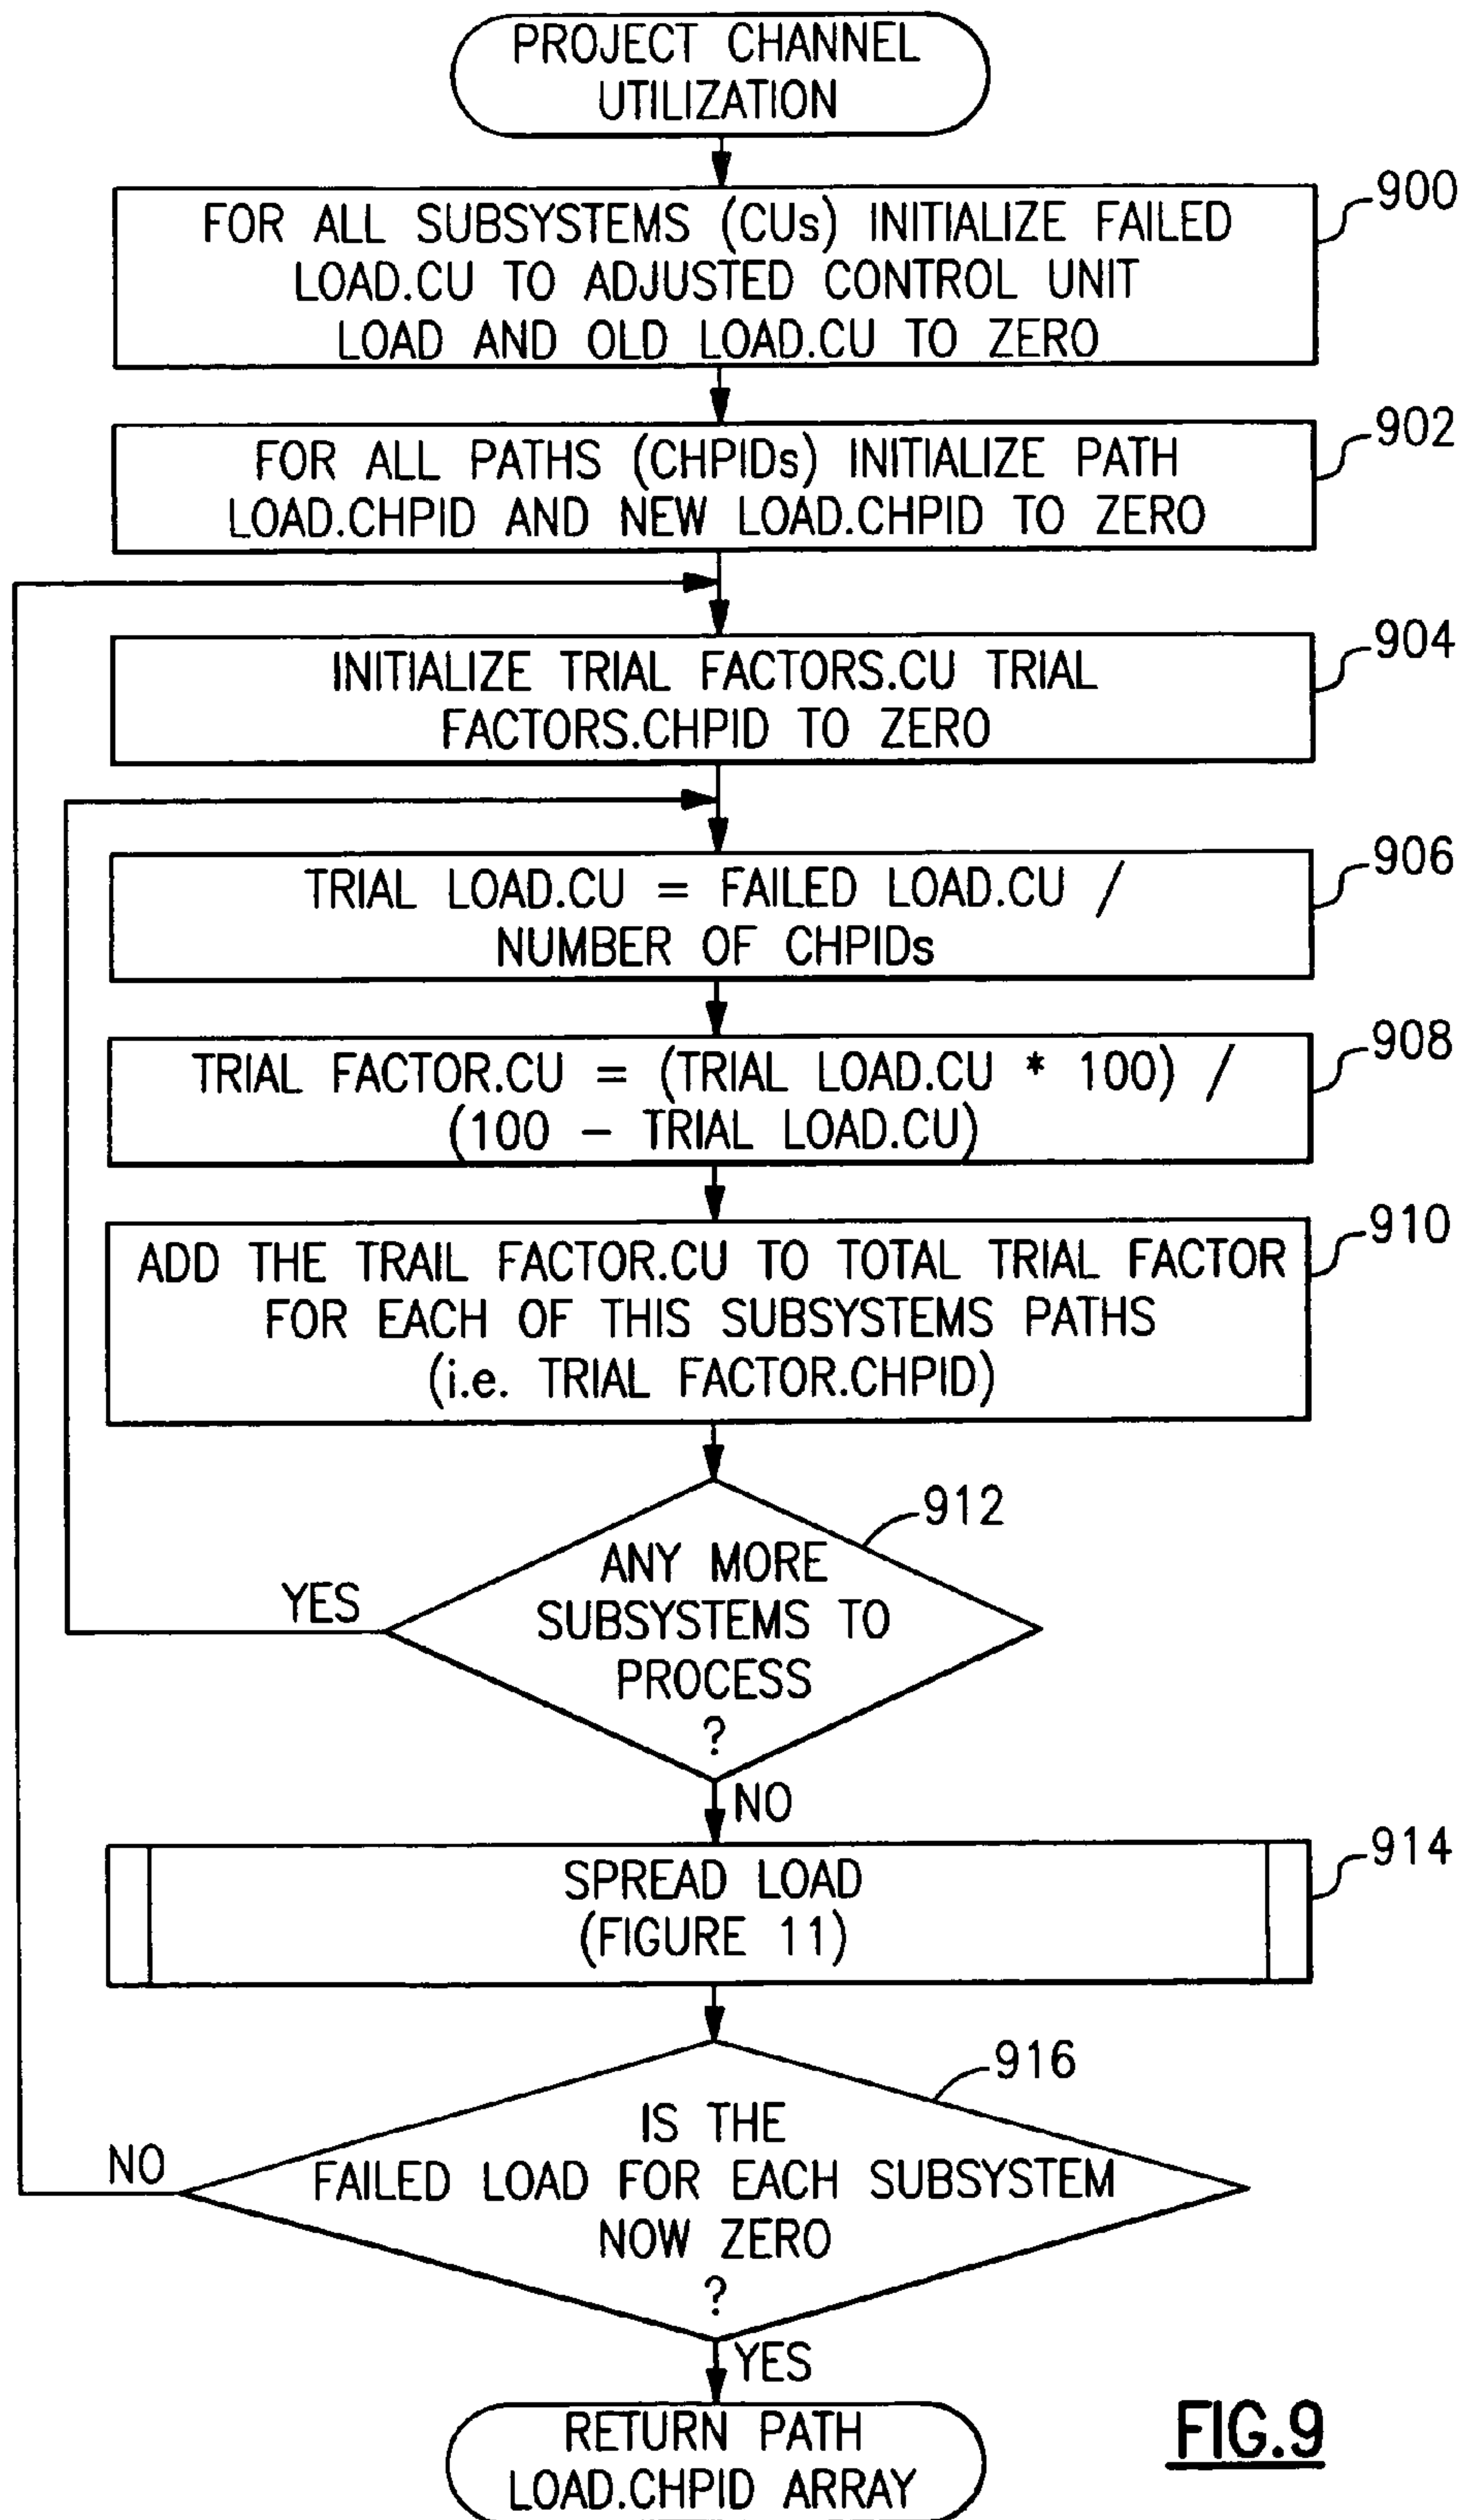 PROJECT CHANNEL
UTILIZATION
900
FOR ALL SUBSYSTEMS (CUs) INITIALIZE FAILED
LOAD.CU TO ADJUSTED CONTROL UNIT
LOAD AND OLD LOAD.CU TO ZERO
902
FOR ALL PATHS (CHPIDs) INITIALIZE PATH
LOAD.CHPID AND NEW LOAD.CHPID TO ZERO
904
INITIALIZE TRIAL FACTORS.CU TRIAL
FACTORS.CHPID TO ZERO
906
TRIAL LOAD.CU = FAILED LOAD.CU /
NUMBER OF CHPIDs
908
TRIAL FACTOR.CU = (TRIAL LOAD.CU * 100) /
(100 – TRIAL LOAD.CU)
910
ADD THE TRAIL FACTOR.CU TO TOTAL TRIAL FACTOR
FOR EACH OF THIS SUBSYSTEMS PATHS
(i.e. TRIAL FACTOR.CHPID)
912
ANY MORE
SUBSYSTEMS TO
PROCESS
?
YES
NO
914
SPREAD LOAD
(FIGURE 11)
916
IS THE
FAILED LOAD FOR EACH SUBSYSTEM
NOW ZERO
?
NO
YES
RETURN PATH
LOAD.CHPID ARRAY
FIG.9